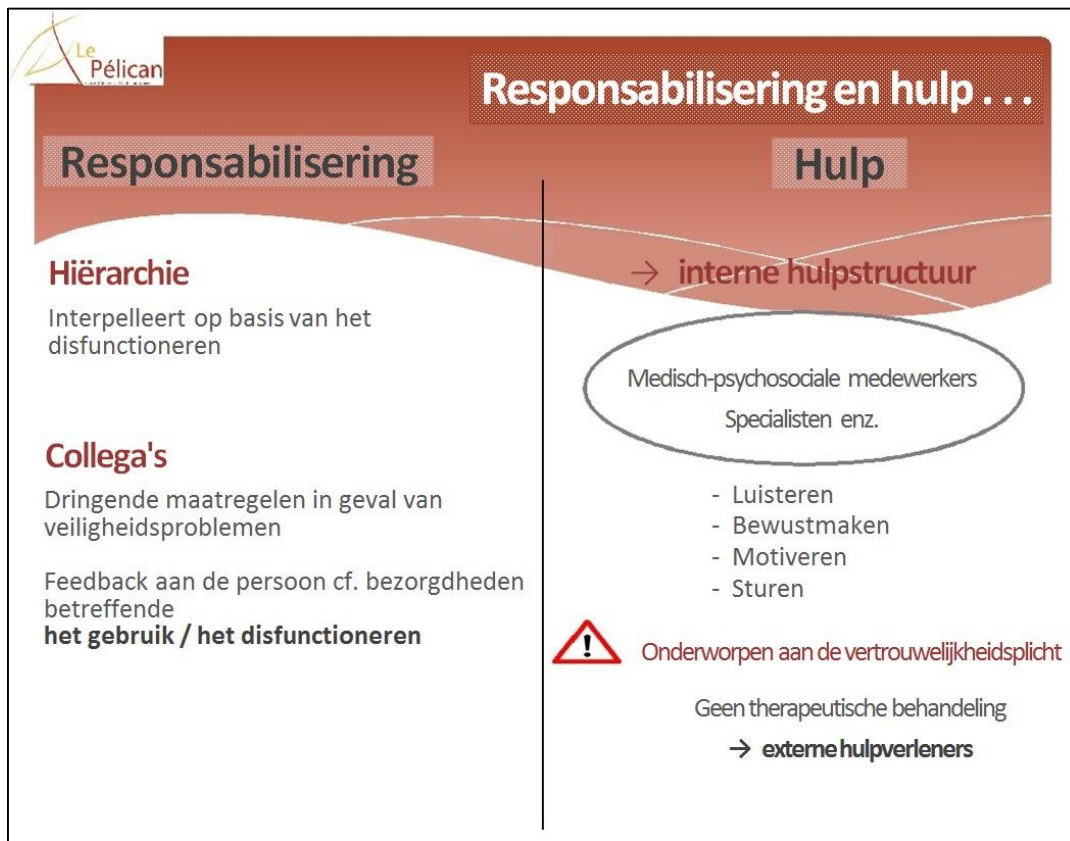 Le
Pélican
Responsabilisering en hulp . . .
Responsabilisering
Hiërarchie
Interpelleert op basis van het
disfunctioneren
Collega's
Dringende maatregelen in geval van
veiligheidsproblemen
Feedback aan de persoon cf. bezorgdheden
betreffende
het gebruik / het disfunctioneren
Hulp
→ interne hulpstructuur
Medisch-psychosociale medewerkers
Specialisten enz.
- Luisteren
- Bewustmaken
- Motiveren
- Sturen
Onderworpen aan de vertrouwelijkheidsplicht
Geen therapeutische behandeling
→ externe hulpverleners